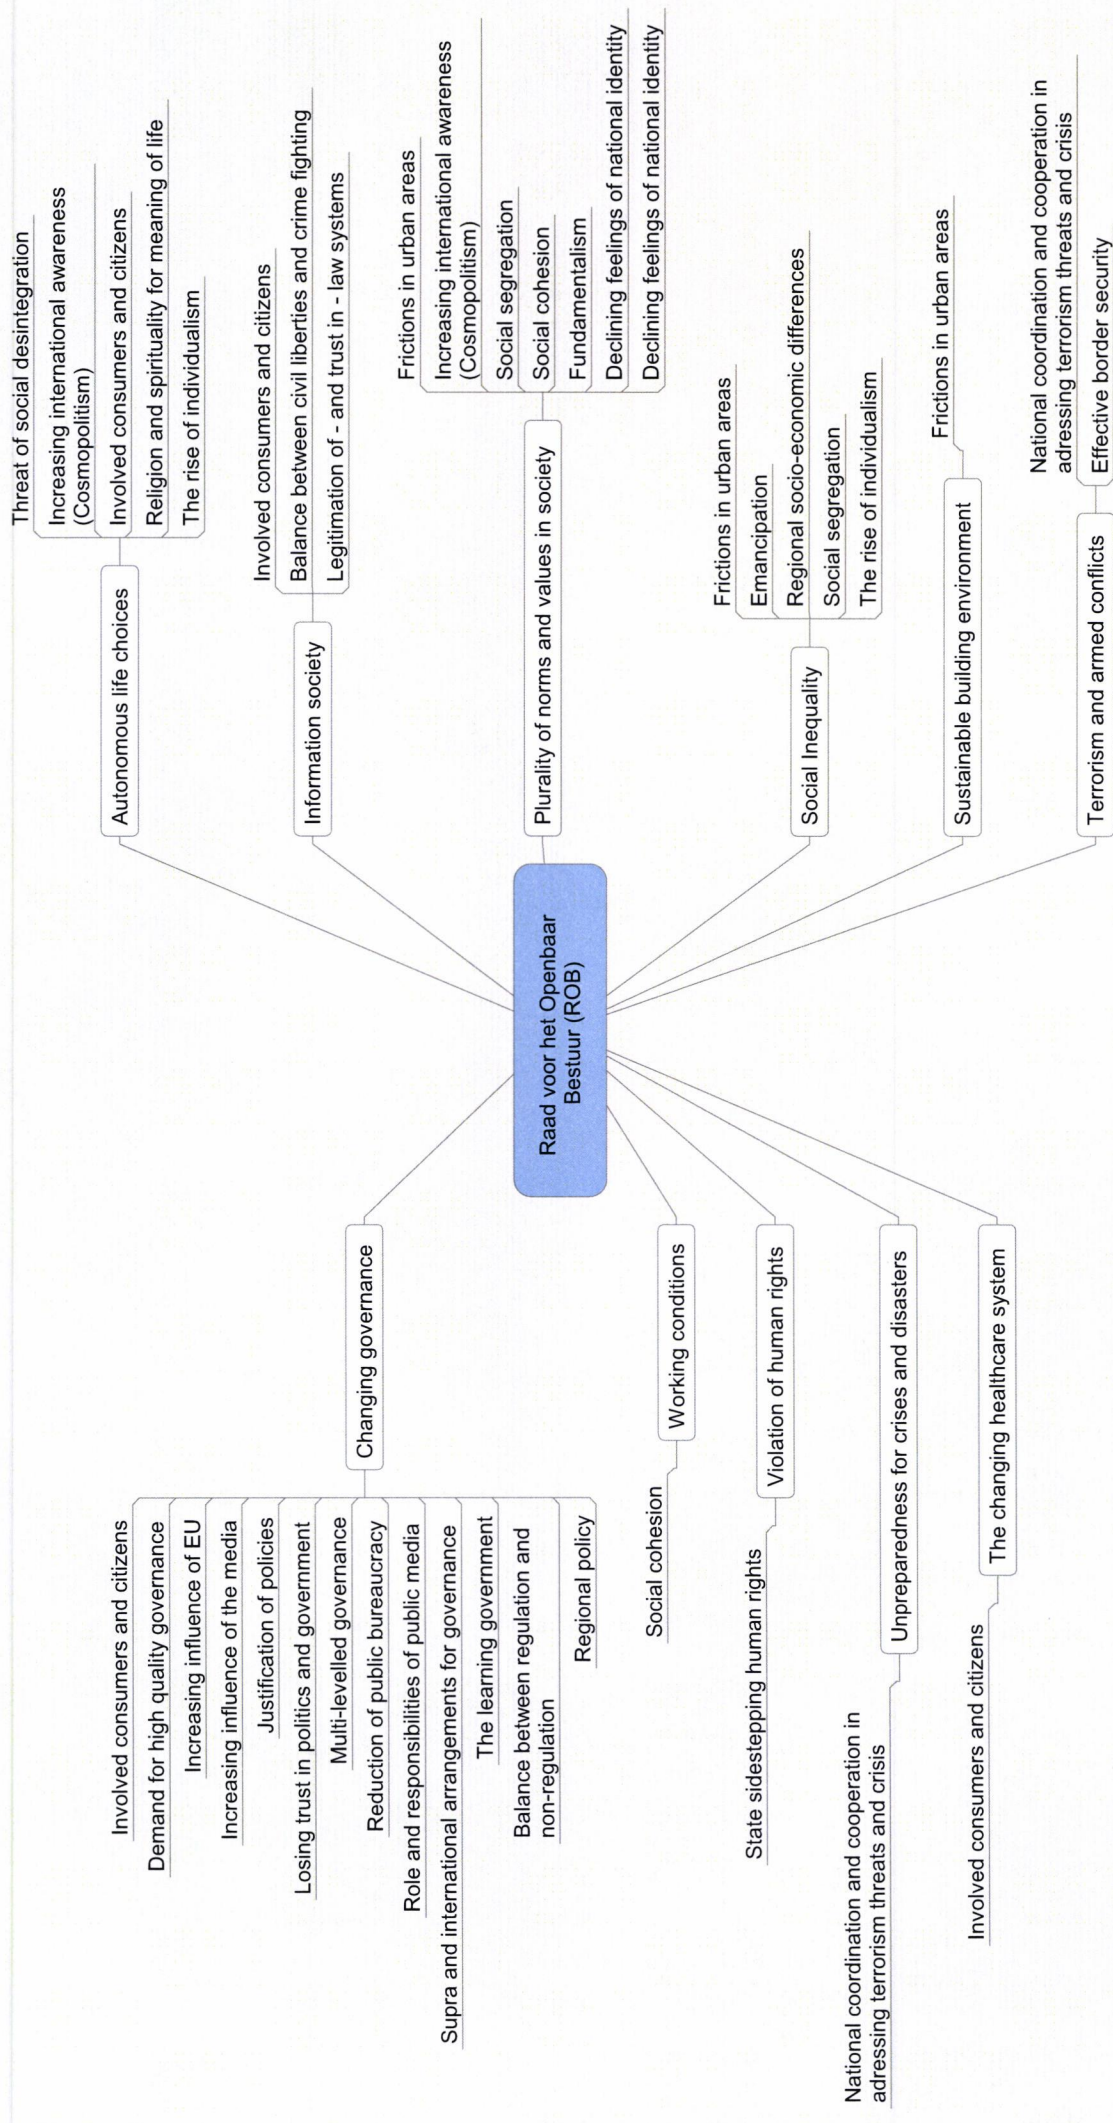 Raad voor het Openbaar
Bestuur (ROB)
Changing governance
Involved consumers and citizens
Demand for high quality governance
Increasing influence of EU
Increasing influence of the media
Justification of policies
Losing trust in politics and government
Multi-levelled governance
Reduction of public bureaucracy
Role and responsibilities of public media
Supra and international arrangements for governance
The learning government
Balance between regulation and
non-regulation
Regional policy
Working conditions
Social cohesion
Violation of human rights
State sidestepping human rights
Unpreparedness for crises and disasters
National coordination and cooperation in
adressing terrorism threats and crisis
The changing healthcare system
Involved consumers and citizens
Autonomous life choices
Threat of social desintegration
Increasing international awareness
(Cosmopolitism)
Involved consumers and citizens
Religion and spirituality for meaning of life
The rise of individualism
Information society
Involved consumers and citizens
Balance between civil liberties and crime fighting
Legitimation of - and trust in - law systems
Plurality of norms and values in society
Frictions in urban areas
Increasing international awareness
(Cosmopolitism)
Social segregation
Social cohesion
Fundamentalism
Declining feelings of national identity
Declining feelings of national identity
Social Inequality
Frictions in urban areas
Emancipation
Regional socio-economic differences
Social segregation
The rise of individualism
Sustainable building environment
Frictions in urban areas
Terrorism and armed conflicts
National coordination and cooperation in
adressing terrorism threats and crisis
Effective border security